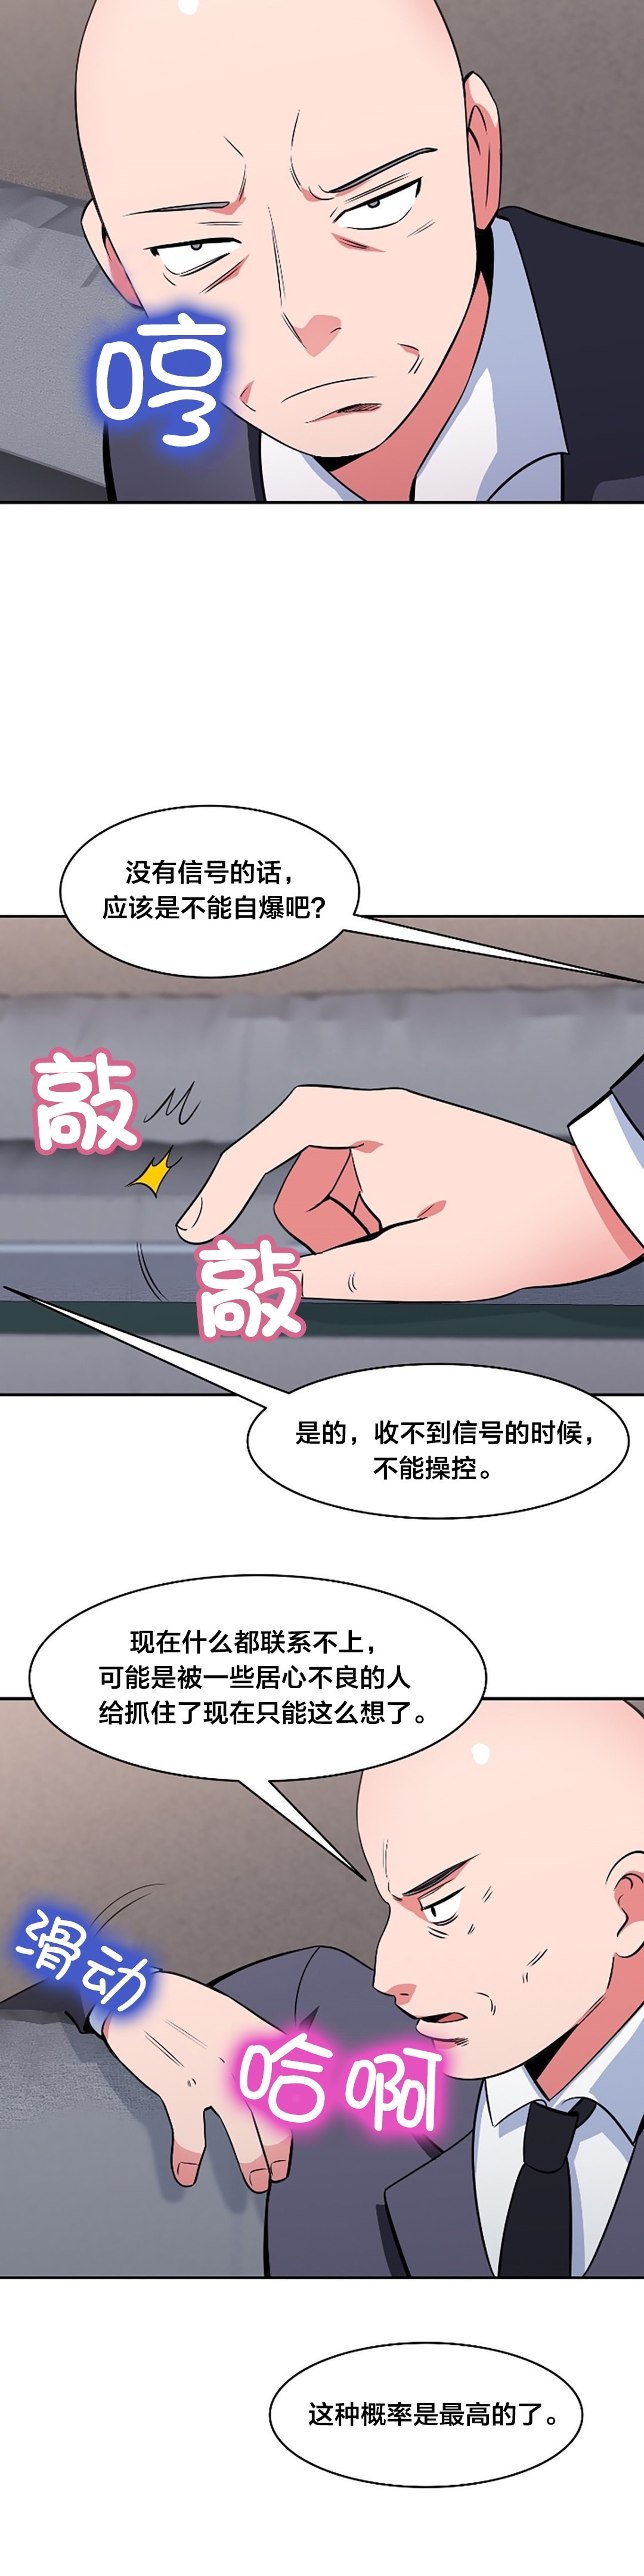 哼
没有信号的话，
应该是不能自爆吧？
敲
敲
是的，收不到信号的时候，
不能操控。
现在什么都联系不上，
可能是被一些居心不良的人
给抓住了现在只能这么想了。
滑动
哈啊
这种概率是最高的了。